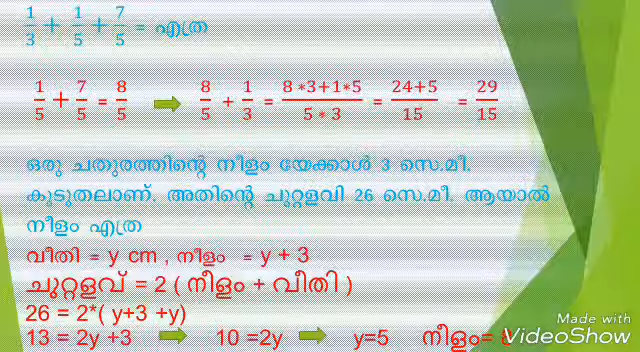 1/3 + 1/5 + 7/5 = എത്ര
1/5 + 7/5 = 8/5 ➡ 8/5 + 1/3 = 8*3+1*5/5*3 = 24+5/15 = 29/15
ഒരു ചതുരത്തിന്റെ നീളം യേക്കാൾ 3 സെ.മീ.
കൂടുതലാണ്. അതിന്റെ ചുറ്റളവി 26 സെ.മീ. ആയാൽ
നീളം എത്ര
വീതി = y cm , നീളം = y + 3
ചുറ്റളവ് = 2 ( നീളം + വീതി )
26 = 2*( y+3 +y)
13 = 2y +3 ➡ 10 =2y ➡ y=5 നീളം= 8
Made with
VideoShow